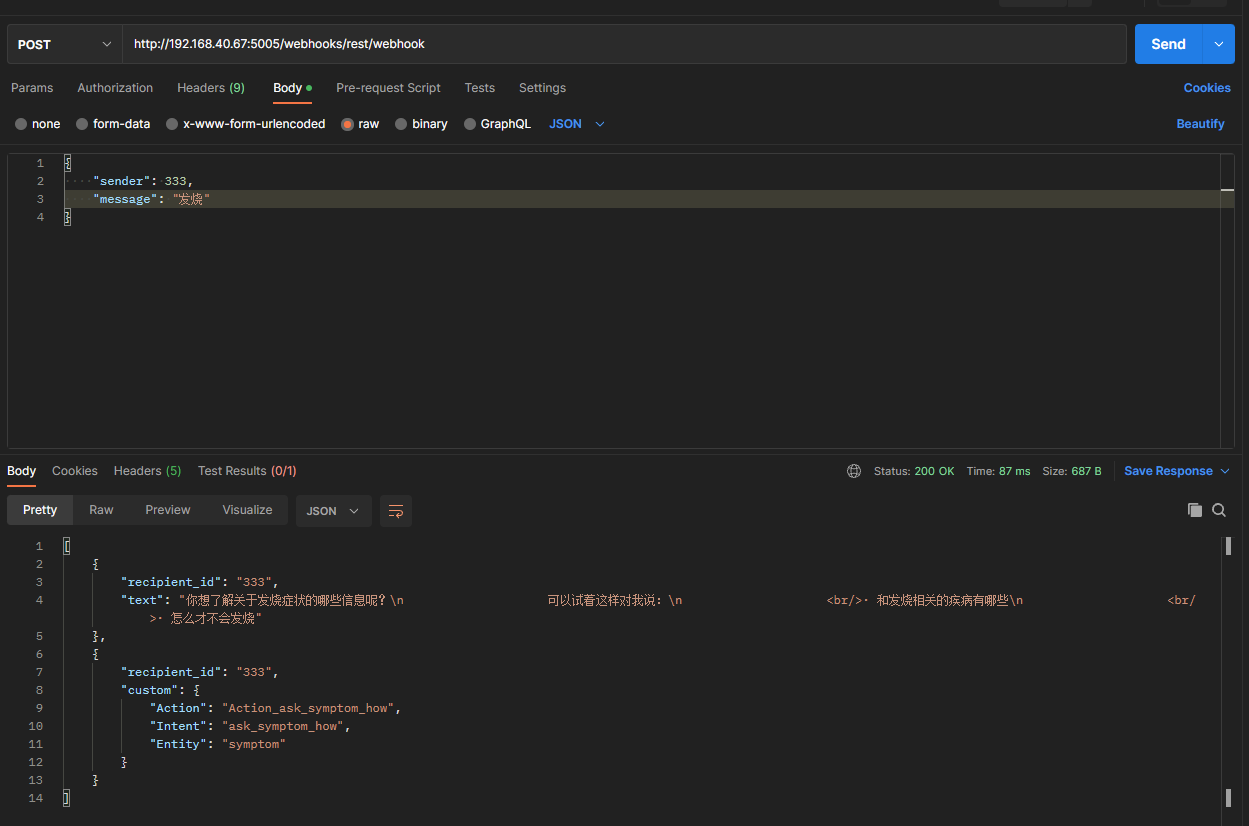 POST http://192.168.40.67:5005/webhooks/rest/webhook Send
Params Authorization Headers (9) Body Pre-request Script Tests Settings Cookies
none form-data x-www-form-urlencoded raw binary GraphQL JSON Beautify
1 {
2 "sender": 333,
3 "message": "发烧"
4 }
Body Cookies Headers (5) Test Results (0/1) Status: 200 OK Time: 87 ms Size: 687 B Save Response
Pretty Raw Preview Visualize JSON
1 [
2 {
3 "recipient_id": "333",
4 "text": "你想了解关于发烧症状的哪些信息呢？\n 可以试着这样对我说：\n <br/>· 和发烧相关的疾病有哪些\n <br/
>· 怎么才不会发烧"
5 },
6 {
7 "recipient_id": "333",
8 "custom": {
9 "Action": "Action_ask_symptom_how",
10 "Intent": "ask_symptom_how",
11 "Entity": "symptom"
12 }
13 }
14 ]